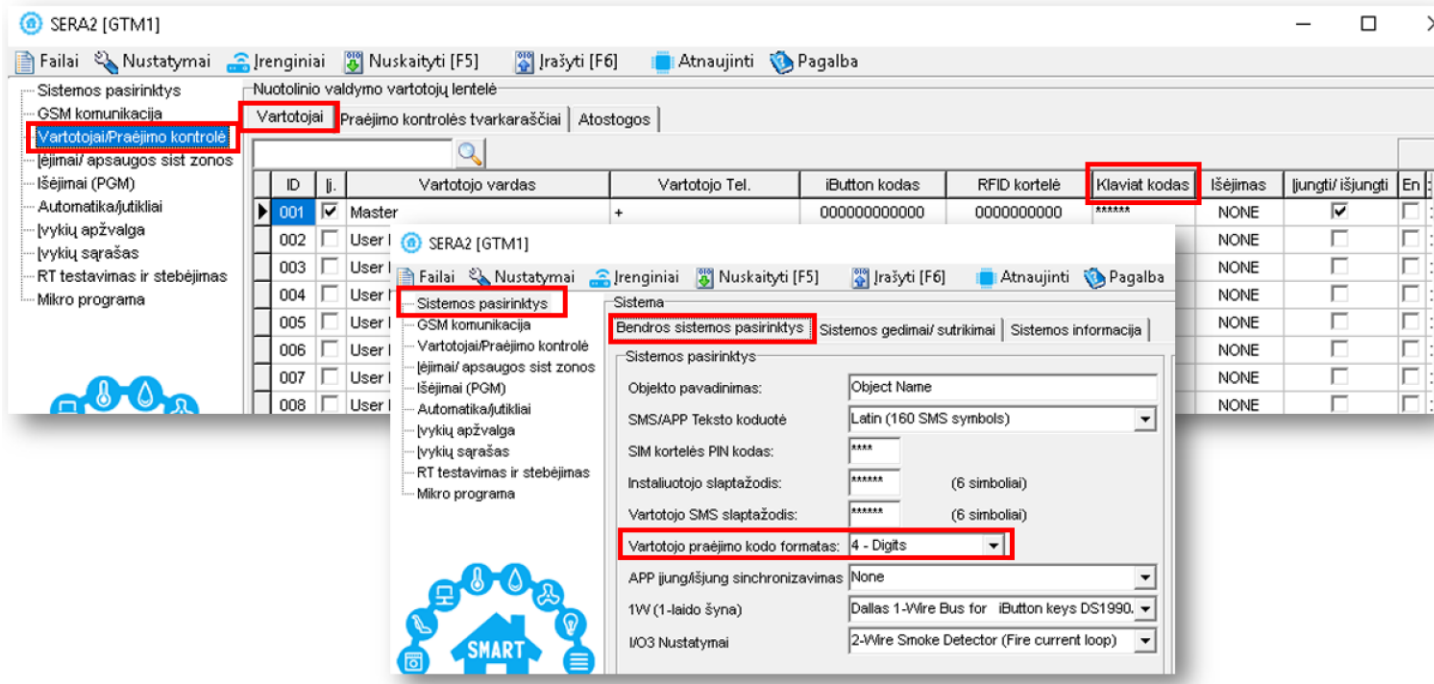 SERA2 [GTM1]
Failai Nustatymai Įrenginiai Nuskaityti [F5] Įrašyti [F6] Atnaujinti Pagalba
Sistemos pasirinktys
GSM komunikacija
Vartotojai/Praėjimo kontrolė
Įėjimai/ apsaugos sist zonos
Išėjimai (PGM)
Automatika/jutikliai
Įvykių apžvalga
Įvykių sąrašas
RT testavimas ir stebėjimas
Mikro programa
Nuotolinio valdymo vartotojų lentelė
Vartotojai Praėjimo kontrolės tvarkaraščiai Atostogos
ID Įj. Vartotojo vardas Vartotojo Tel. iButton kodas RFID kortelė Klaviat kodas Išėjimas Įjungti/ išjungti En
001 Master + 000000000000 0000000000 ****** NONE
002 User NONE
003 User NONE
004 User NONE
005 User NONE
006 User NONE
007 User NONE
008 User NONE
SERA2 [GTM1]
Failai Nustatymai Įrenginiai Nuskaityti [F5] Įrašyti [F6] Atnaujinti Pagalba
Sistemos pasirinktys
GSM komunikacija
Vartotojai/Praėjimo kontrolė
Įėjimai/ apsaugos sist zonos
Išėjimai (PGM)
Automatika/jutikliai
Įvykių apžvalga
Įvykių sąrašas
RT testavimas ir stebėjimas
Mikro programa
SMART
Sistema
Bendros sistemos pasirinktys Sistemos gedimai/ sutrikimai Sistemos informacija
Sistemos pasirinktys
Objekto pavadinimas: Object Name
SMS/APP Teksto koduotė Latin (160 SMS symbols)
SIM kortelės PIN kodas: ****
Instaliuotojo slaptažodis: ****** (6 simboliai)
Vartotojo SMS slaptažodis: ****** (6 simboliai)
Vartotojo praėjimo kodo formatas: 4 - Digits
APP įjung/išjung sinchronizavimas None
1W (1-laido šyna) Dallas 1-Wire Bus for iButton keys DS1990.
I/O3 Nustatymai 2-Wire Smoke Detector (Fire current loop)